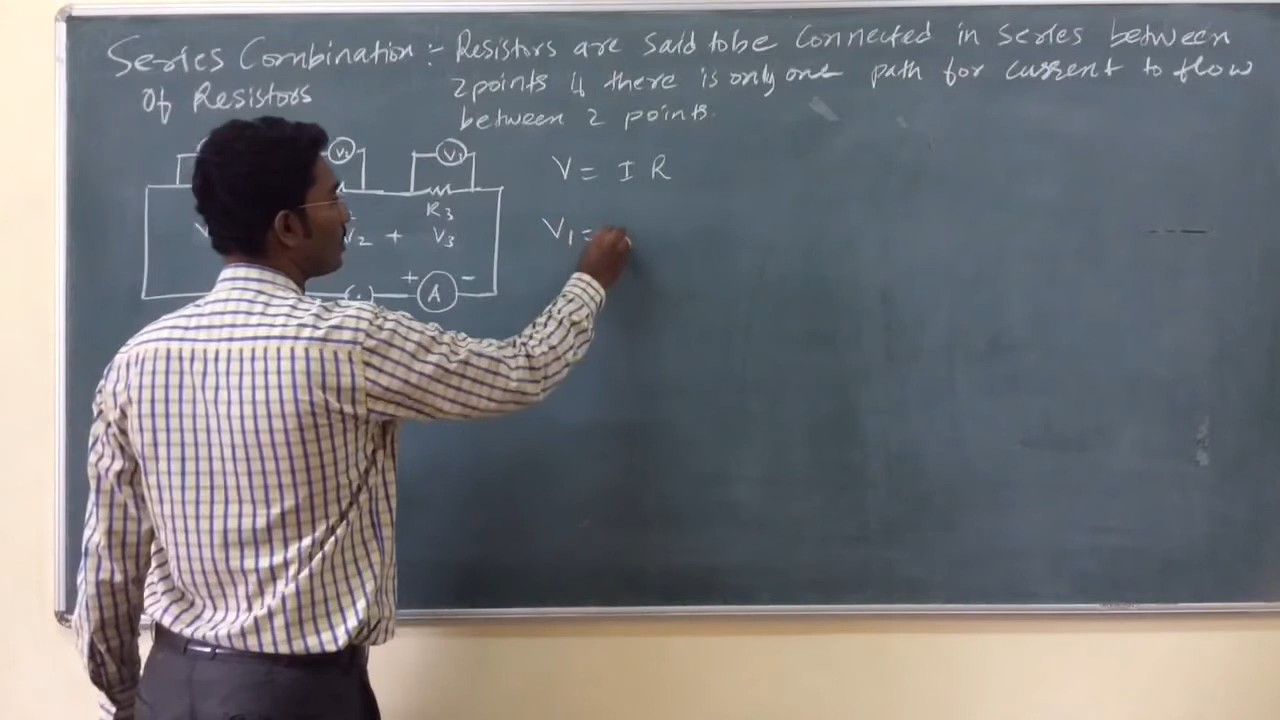 Series Combination :- Resistors are said to be connected in series between
Of Resistors
2 points if there is only one path for current to flow
between 2 points.
V₂
V₃
V = I R
R₃
V₁ =
V₂ + V₃
+ A -